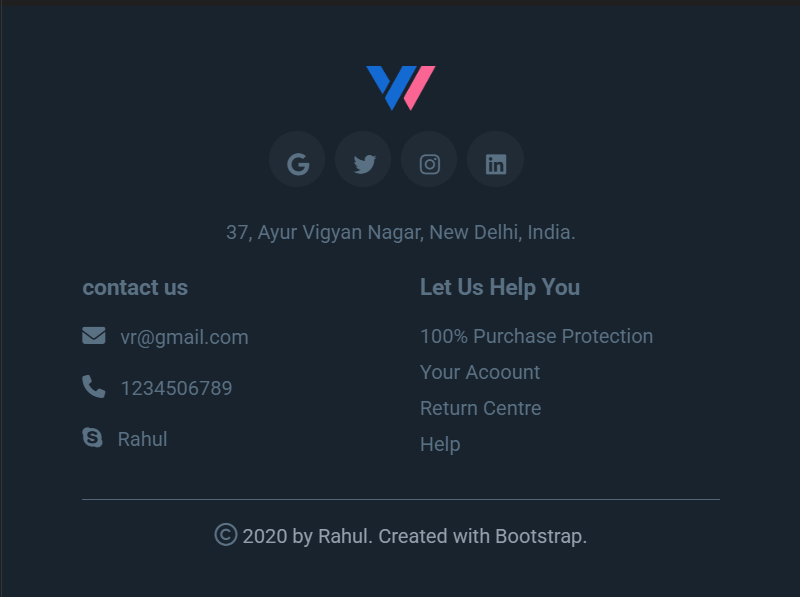 37, Ayur Vigyan Nagar, New Delhi, India.
contact us
vr@gmail.com
1234506789
Rahul
Let Us Help You
100% Purchase Protection
Your Acoount
Return Centre
Help
© 2020 by Rahul. Created with Bootstrap.